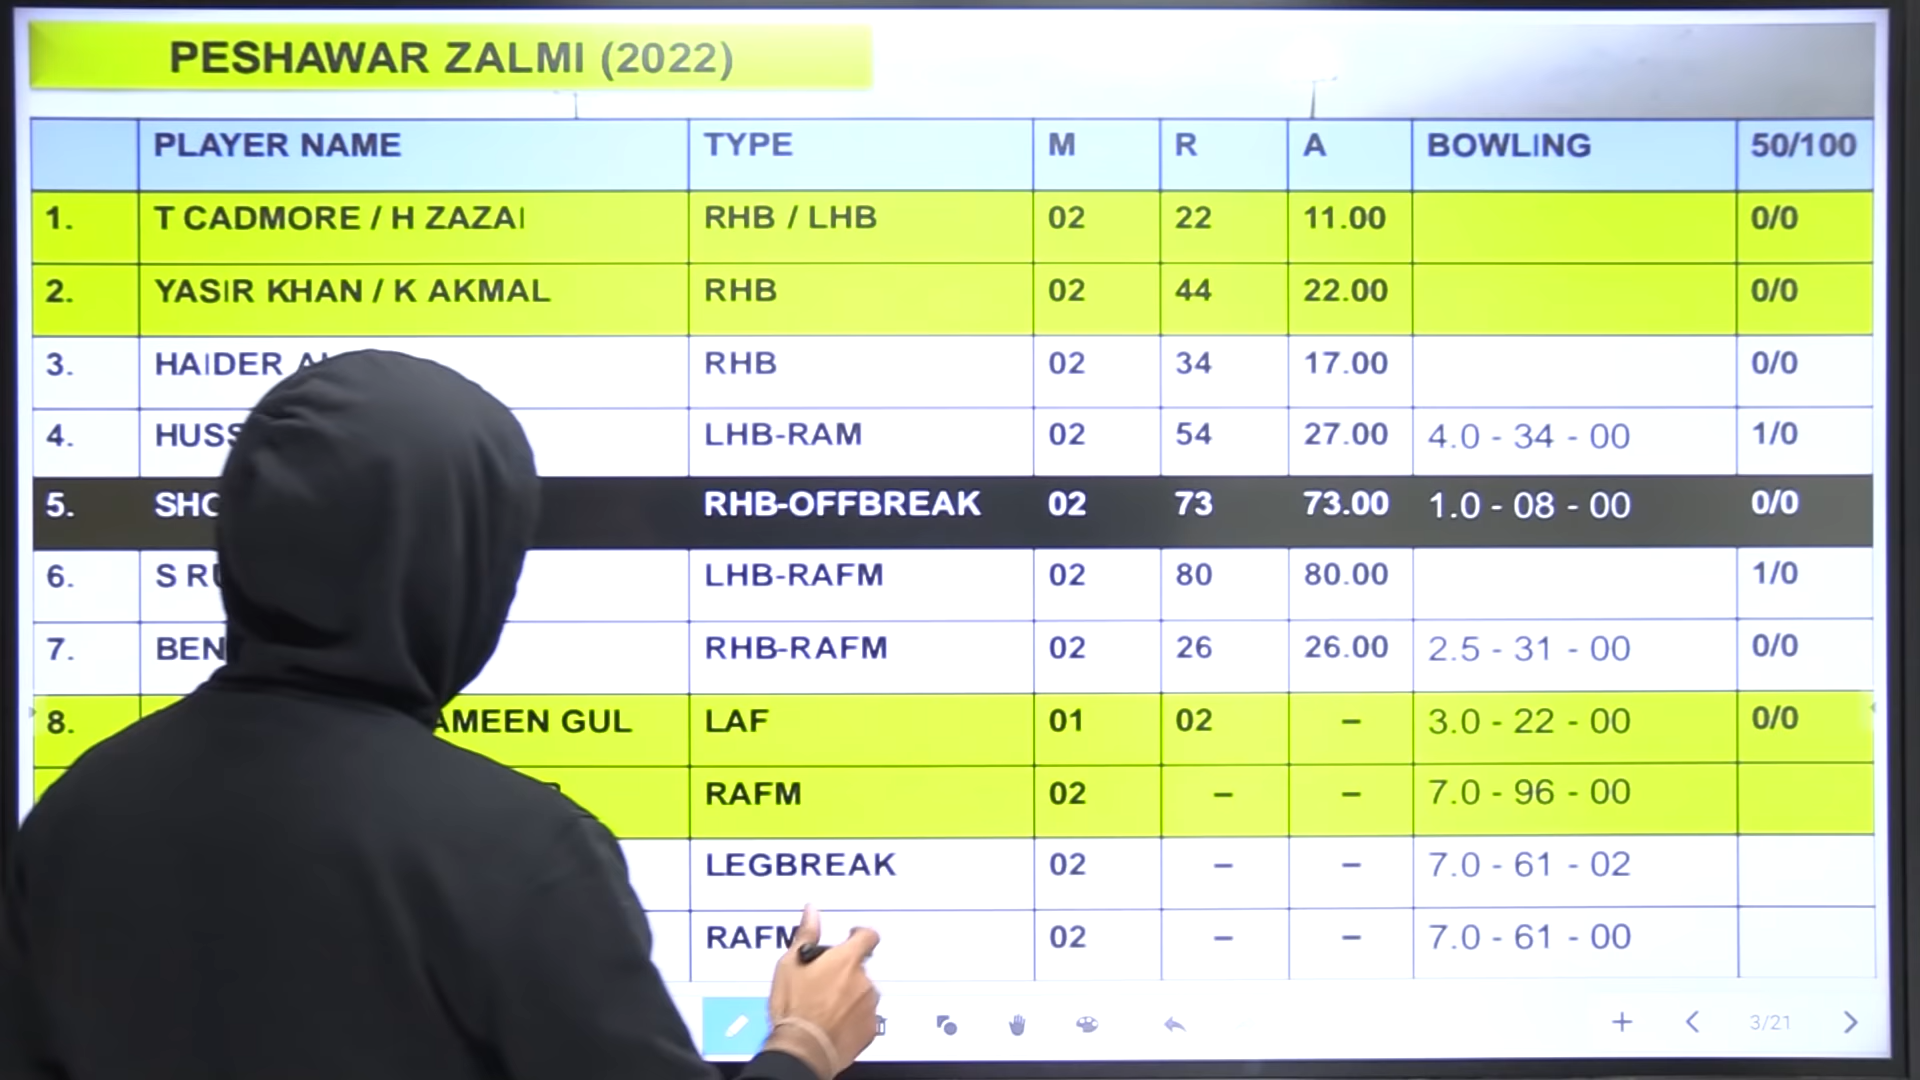 PESHAWAR ZALMI (2022)
PLAYER NAME TYPE M R A BOWLING 50/100
1. T CADMORE / H ZAZAI RHB / LHB 02 22 11.00 0/0
2. YASIR KHAN / K AKMAL RHB 02 44 22.00 0/0
3. HAIDER RHB 02 34 17.00 0/0
4. HUSS LHB-RAM 02 54 27.00 4.0 - 34 - 00 1/0
5. SHO RHB-OFFBREAK 02 73 73.00 1.0 - 08 - 00 0/0
6. S RU LHB-RAFM 02 80 80.00 1/0
7. BEN RHB-RAFM 02 26 26.00 2.5 - 31 - 00 0/0
8. AMEEN GUL LAF 01 02 – 3.0 - 22 - 00 0/0
RAFM 02 – – 7.0 - 96 - 00
LEGBREAK 02 – – 7.0 - 61 - 02
RAFM 02 – – 7.0 - 61 - 00
3/21